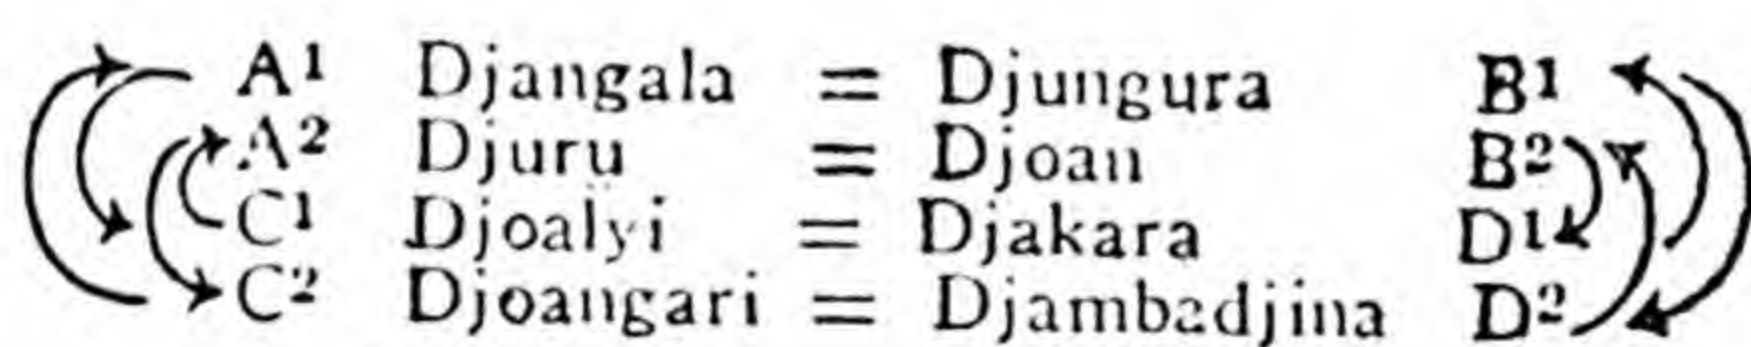 A¹ Djangala = Djungura B¹
A² Djuru = Djoan B²
C¹ Djoalyi = Djakara D¹
C² Djoangari = Djambadjina D²